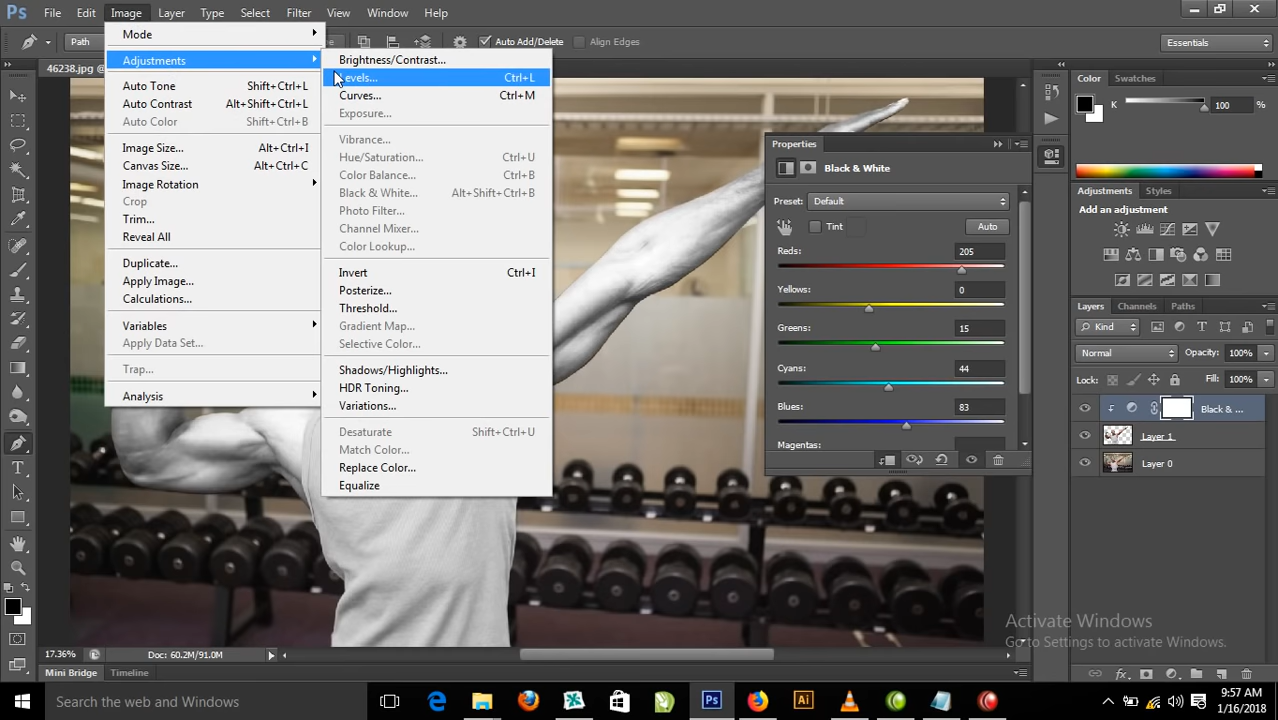 File Edit Image Layer Type Select Filter View Window Help
Path Auto Add/Delete Align Edges Essentials
46238.jpg @
Mode
Adjustments
Auto Tone Shift+Ctrl+L
Auto Contrast Alt+Shift+Ctrl+L
Auto Color Shift+Ctrl+B
Image Size... Alt+Ctrl+I
Canvas Size... Alt+Ctrl+C
Image Rotation
Crop
Trim...
Reveal All
Duplicate...
Apply Image...
Calculations...
Variables
Apply Data Set...
Trap...
Analysis
Brightness/Contrast...
Levels... Ctrl+L
Curves... Ctrl+M
Exposure...
Vibrance...
Hue/Saturation... Ctrl+U
Color Balance... Ctrl+B
Black & White... Alt+Shift+Ctrl+B
Photo Filter...
Channel Mixer...
Color Lookup...
Invert Ctrl+I
Posterize...
Threshold...
Gradient Map...
Selective Color...
Shadows/Highlights...
HDR Toning...
Variations...
Desaturate Shift+Ctrl+U
Match Color...
Replace Color...
Equalize
Properties
Black & White
Preset: Default
Tint Auto
Reds: 205
Yellows: 0
Greens: 15
Cyans: 44
Blues: 83
Magentas:
Color Swatches
K 100 %
Adjustments Styles
Add an adjustment
Layers Channels Paths
Kind
Normal Opacity: 100%
Lock: Fill: 100%
Black & ...
Layer 1
Layer 0
Activate Windows
Go to Settings to activate Windows.
17.36% Doc: 60.2M/91.0M
Mini Bridge Timeline
Search the web and Windows
Ps
Ai
9:57 AM
1/16/2018